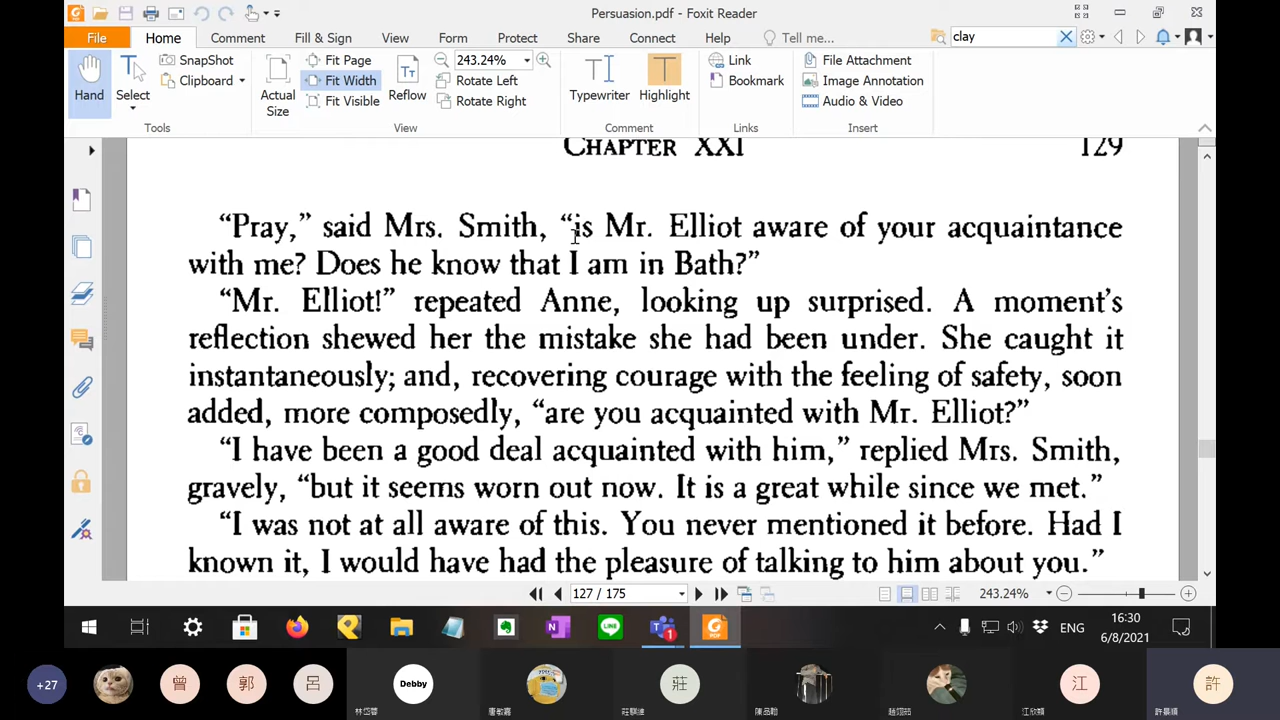 Persuasion.pdf - Foxit Reader
File Home Comment Fill & Sign View Form Protect Share Connect Help Tell me... clay
Hand
Select
SnapShot
Clipboard
Tools
Actual
Size
Fit Page
Fit Width
Fit Visible
Reflow
243.24%
Rotate Left
Rotate Right
View
Typewriter
Highlight
Comment
Link
Bookmark
Links
File Attachment
Image Annotation
Audio & Video
Insert
CHAPTER XXI 129
“Pray,” said Mrs. Smith, “is Mr. Elliot aware of your acquaintance
with me? Does he know that I am in Bath?”
“Mr. Elliot!” repeated Anne, looking up surprised. A moment’s
reflection shewed her the mistake she had been under. She caught it
instantaneously; and, recovering courage with the feeling of safety, soon
added, more composedly, “are you acquainted with Mr. Elliot?”
“I have been a good deal acquainted with him,” replied Mrs. Smith,
gravely, “but it seems worn out now. It is a great while since we met.”
“I was not at all aware of this. You never mentioned it before. Had I
known it, I would have had the pleasure of talking to him about you.”
127 / 175
243.24%
ENG
16:30
6/8/2021
+27 曾 郭 呂 Debby 莊 江 許